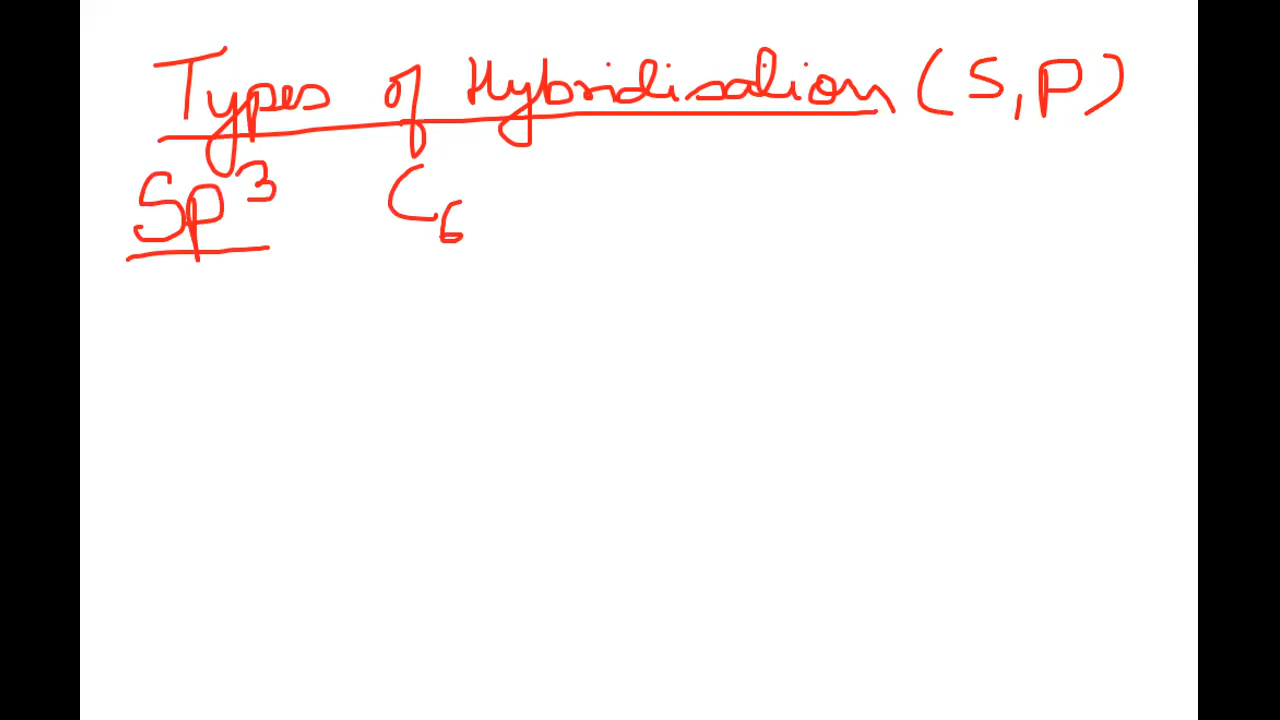 Types of Hybridisation (S,P)
Sp³ C₆